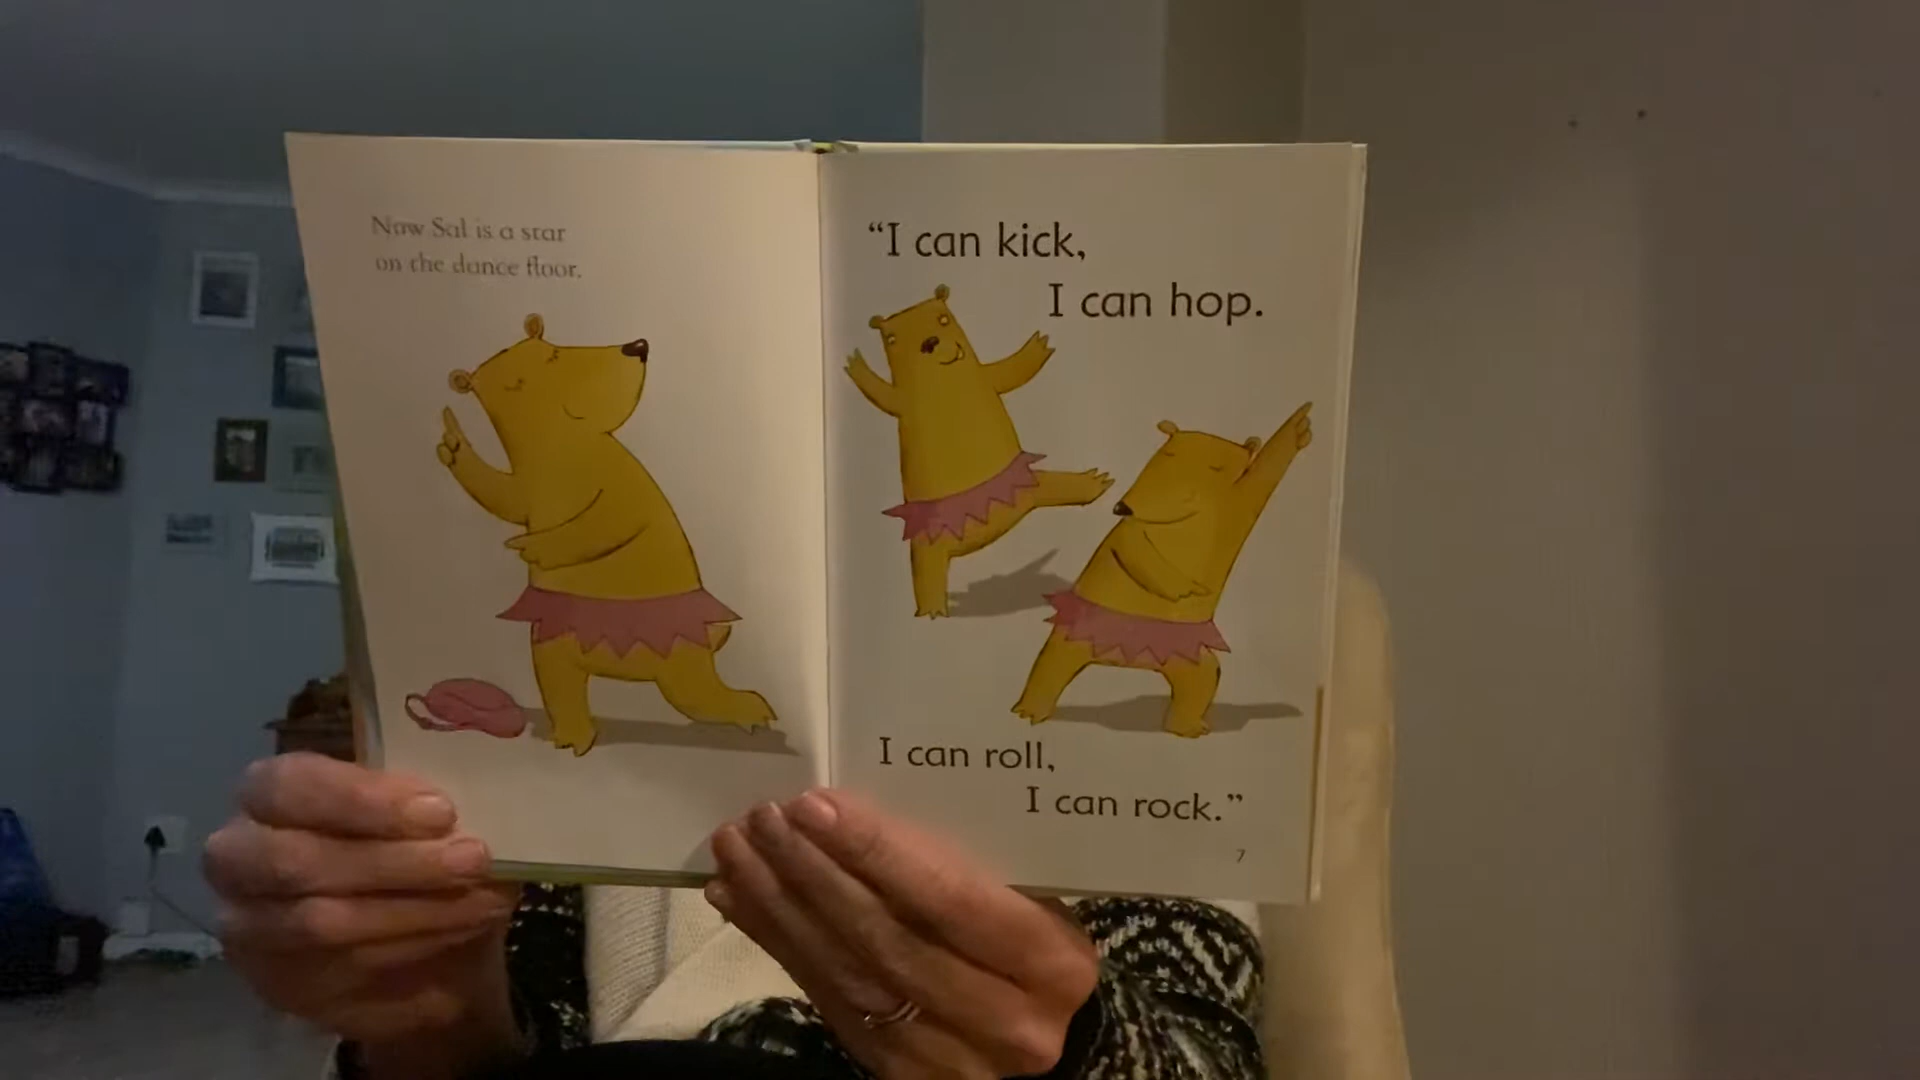 Now Sal is a star
on the dance floor.
“I can kick,
I can hop.
I can roll,
I can rock.”
7